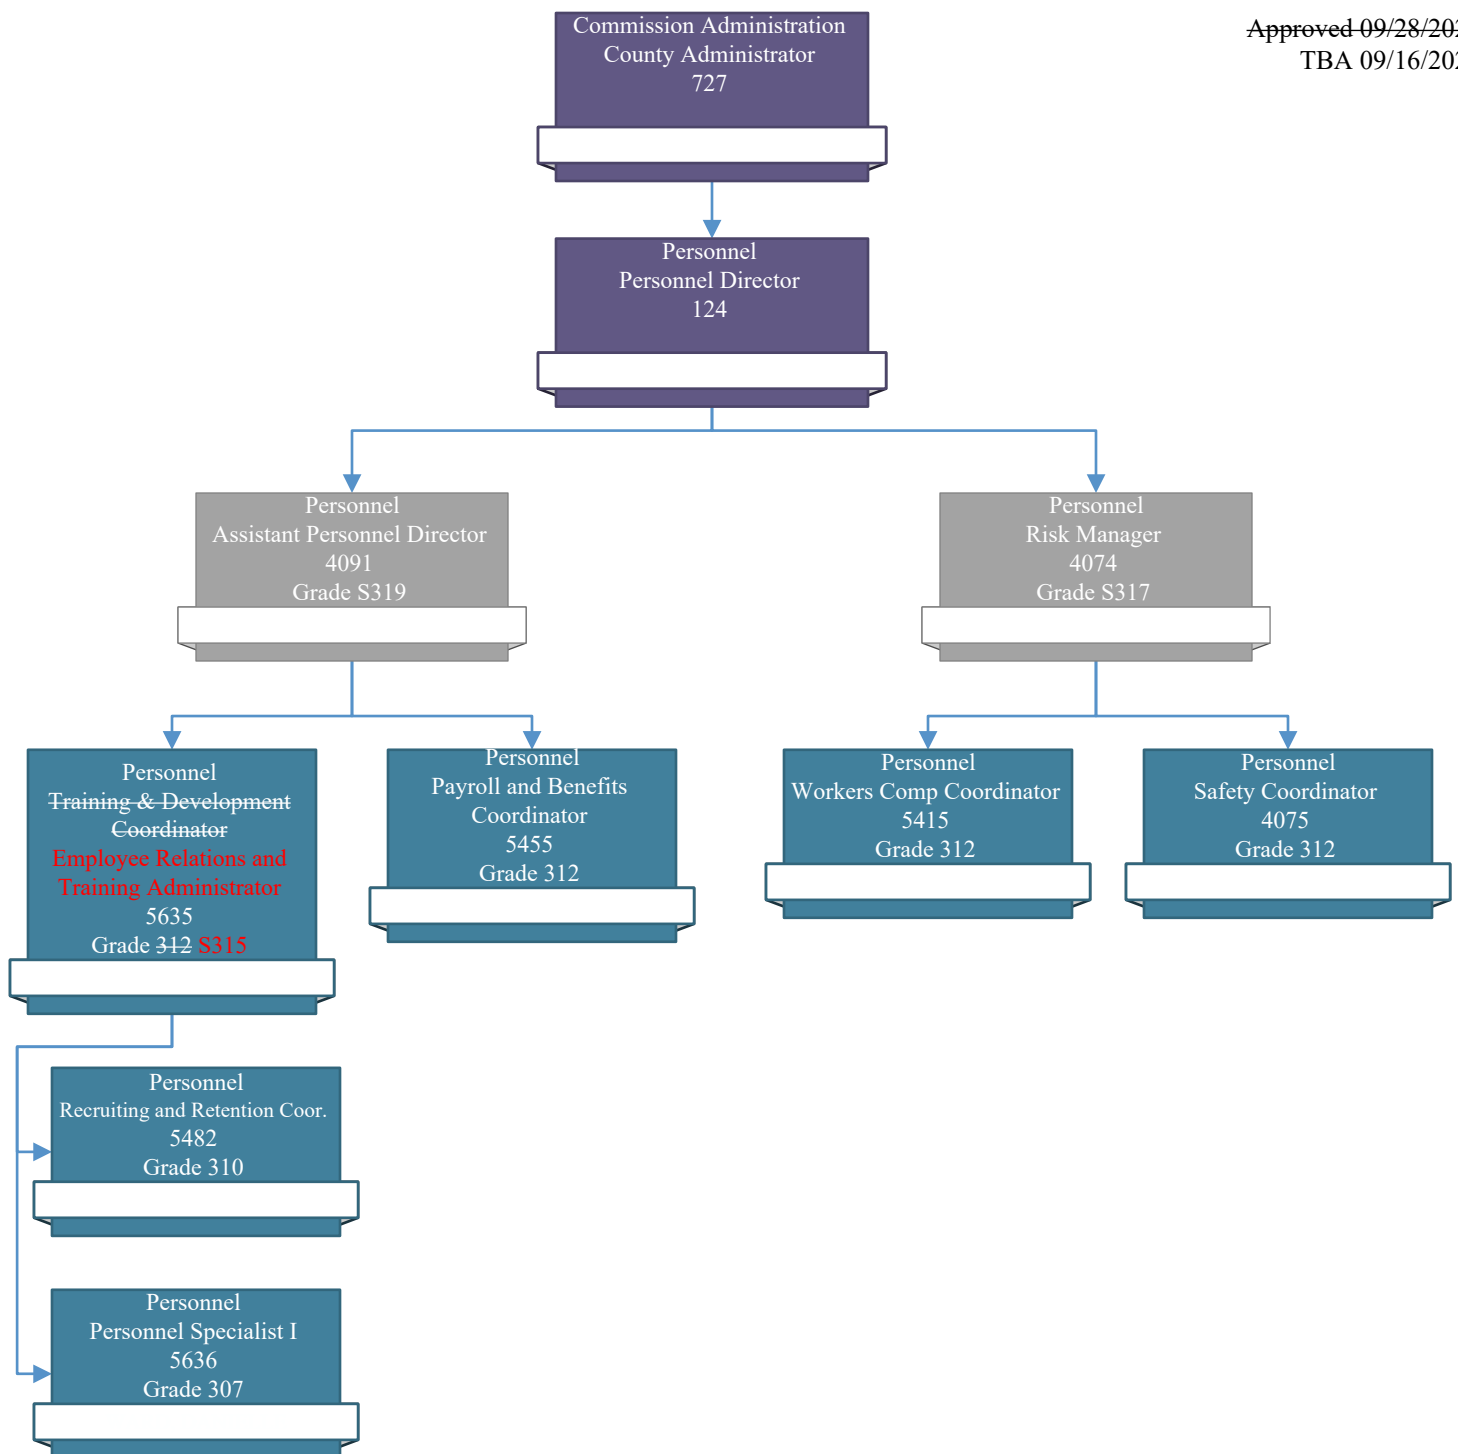 Commission Administration
County Administrator
727
Approved 09/28/202
TBA 09/16/202
Personnel
Personnel Director
124
Personnel
Assistant Personnel Director
4091
Grade S319
Personnel
Risk Manager
4074
Grade S317
Personnel
Training & Development
Coordinator
Employee Relations and
Training Administrator
5635
Grade 312 S315
Personnel
Payroll and Benefits
Coordinator
5455
Grade 312
Personnel
Workers Comp Coordinator
5415
Grade 312
Personnel
Safety Coordinator
4075
Grade 312
Personnel
Recruiting and Retention Coor.
5482
Grade 310
Personnel
Personnel Specialist I
5636
Grade 307